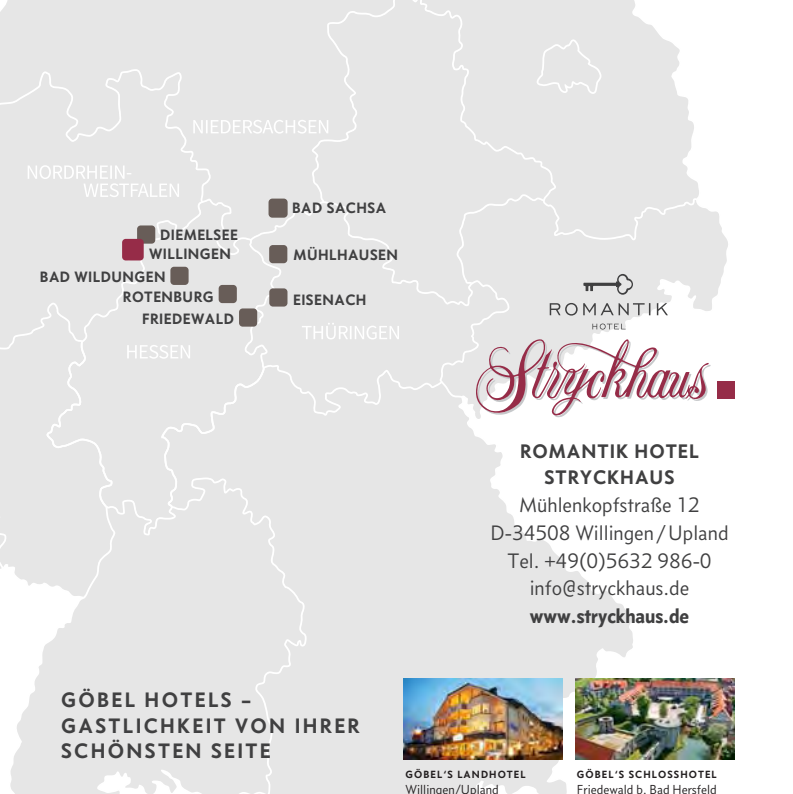 NIEDERSACHSEN
NORDRHEIN-
WESTFALEN
BAD SACHSA
DIEMELSEE
WILLINGEN
MÜHLHAUSEN
BAD WILDUNGEN
ROTENBURG
EISENACH
FRIEDEWALD
THÜRINGEN
HESSEN
ROMANTIK
HOTEL
Stryckhaus
ROMANTIK HOTEL
STRYCKHAUS
Mühlenkopfstraße 12
D-34508 Willingen / Upland
Tel. +49(0)5632 986-0
info@stryckhaus.de
www.stryckhaus.de
GÖBEL HOTELS –
GASTLICHKEIT VON IHRER
SCHÖNSTEN SEITE
GÖBEL'S LANDHOTEL
Willingen/Upland
GÖBEL'S SCHLOSSHOTEL
Friedewald b. Bad Hersfeld